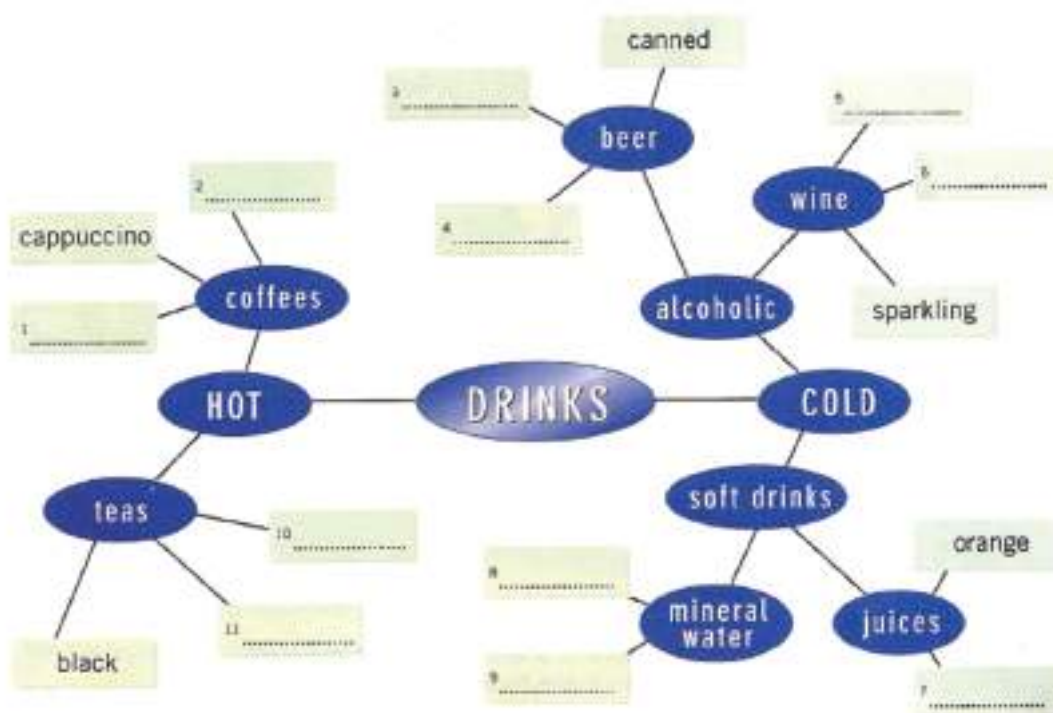 canned
3 ....................
beer
5 ....................
2 ....................
6 ....................
wine
4 ....................
cappuccino
coffees
alcoholic
sparkling
1 ....................
HOT
DRINKS
COLD
teas
soft drinks
10 ....................
orange
8 ....................
mineral
water
juices
11 ....................
black
9 ....................
7 ....................